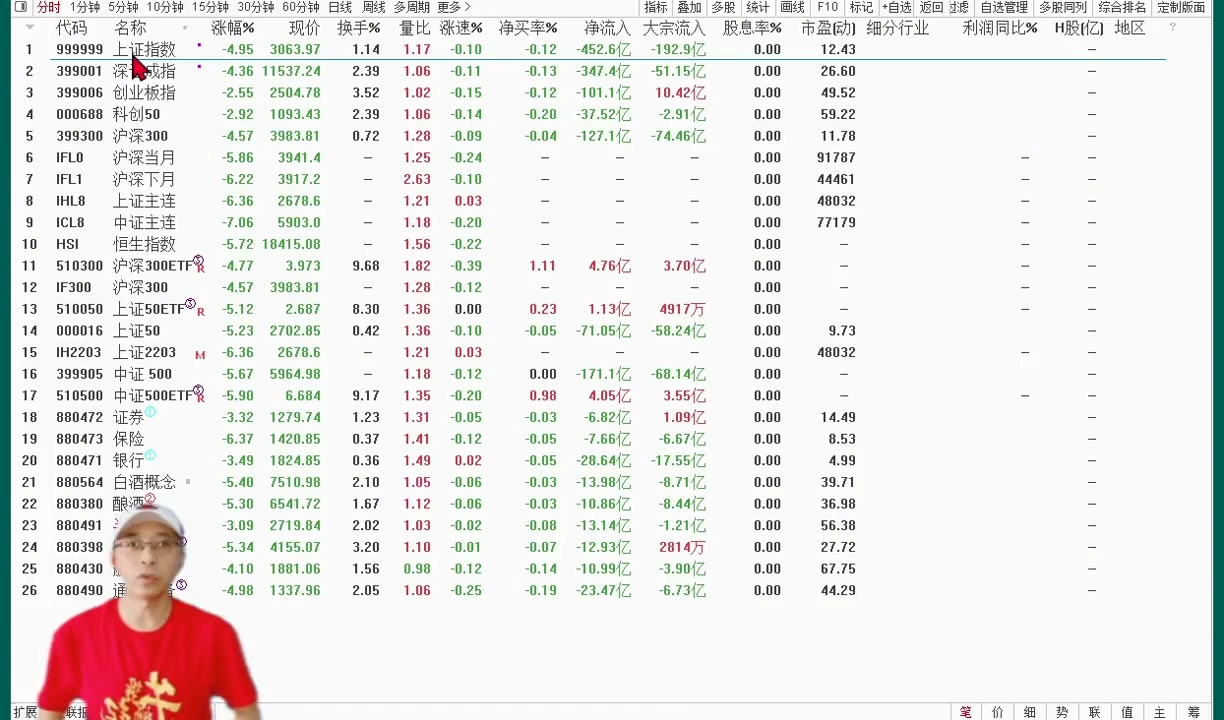 分时 1分钟 5分钟 10分钟 15分钟 30分钟 60分钟 日线 周线 多周期 更多 指标 叠加 多股 统计 画线 F10 标记 +自选 返回 过滤 自选管理 多股同列 综合排名 定制版面
代码 名称 涨幅% 现价 换手% 量比 涨速% 净买率% 净流入 大宗流入 股息率% 市盈(动) 细分行业 利润同比% H股(亿) 地区 ?
1 999999 上证指数 -4.95 3063.97 1.14 1.17 -0.10 -0.12 -452.6亿 -192.9亿 0.00 12.43 –
2 399001 深证成指 -4.36 11537.24 2.39 1.06 -0.11 -0.13 -347.4亿 -51.15亿 0.00 26.60 –
3 399006 创业板指 -2.55 2504.78 3.52 1.02 -0.15 -0.12 -101.1亿 10.42亿 0.00 49.52 –
4 000688 科创50 -2.92 1093.43 2.39 1.06 -0.14 -0.20 -37.52亿 -2.91亿 0.00 59.22 –
5 399300 沪深300 -4.57 3983.81 0.72 1.28 -0.09 -0.04 -127.1亿 -74.46亿 0.00 11.78 –
6 IFL0 沪深当月 -5.86 3941.4 – 1.25 -0.24 – – – 0.00 91787 – –
7 IFL1 沪深下月 -6.22 3917.2 – 2.63 -0.10 – – – 0.00 44461 – –
8 IHL8 上证主连 -6.36 2678.6 – 1.21 0.03 – – – 0.00 48032 – –
9 ICL8 中证主连 -7.06 5903.0 – 1.18 -0.20 – – – 0.00 77179 – –
10 HSI 恒生指数 -5.72 18415.08 – 1.56 -0.22 – – – 0.00 – –
11 510300 沪深300ETF R -4.77 3.973 9.68 1.82 -0.39 1.11 4.76亿 3.70亿 0.00 – – –
12 IF300 沪深300 -4.57 3983.81 – 1.28 -0.12 – – – 0.00 – –
13 510050 上证50ETF R -5.12 2.687 8.30 1.36 0.00 0.23 1.13亿 4917万 0.00 – – –
14 000016 上证50 -5.23 2702.85 0.42 1.36 -0.10 -0.05 -71.05亿 -58.24亿 0.00 9.73 –
15 IH2203 上证2203 M -6.36 2678.6 – 1.21 0.03 – – – 0.00 48032 – –
16 399905 中证 500 -5.67 5964.98 – 1.18 -0.12 0.00 -171.1亿 -68.14亿 0.00 – –
17 510500 中证500ETF R -5.90 6.684 9.17 1.35 -0.20 0.98 4.05亿 3.55亿 0.00 – – –
18 880472 证券① -3.32 1279.74 1.23 1.31 -0.05 -0.03 -6.82亿 1.09亿 0.00 14.49 –
19 880473 保险 -6.37 1420.85 0.37 1.41 -0.12 -0.05 -7.66亿 -6.67亿 0.00 8.53 –
20 880471 银行① -3.49 1824.85 0.36 1.49 0.02 -0.05 -28.64亿 -17.55亿 0.00 4.99 –
21 880564 白酒概念 -5.40 7510.98 2.10 1.05 -0.06 -0.03 -13.98亿 -8.71亿 0.00 39.71 –
22 880380 酿酒② -5.30 6541.72 1.67 1.12 -0.06 -0.03 -10.86亿 -8.44亿 0.00 36.98 –
23 880491 -3.09 2719.84 2.02 1.03 -0.02 -0.08 -13.14亿 -1.21亿 0.00 56.38 –
24 880398 -5.34 4155.07 3.20 1.10 -0.01 -0.07 -12.93亿 2814万 0.00 27.72 –
25 880430 -4.10 1881.06 1.56 0.98 -0.12 -0.14 -10.99亿 -3.90亿 0.00 67.75 –
26 880490 通 -4.98 1337.96 2.05 1.06 -0.25 -0.19 -23.47亿 -6.73亿 0.00 44.29 –
扩展 联报 笔 价 细 势 联 值 主 筹